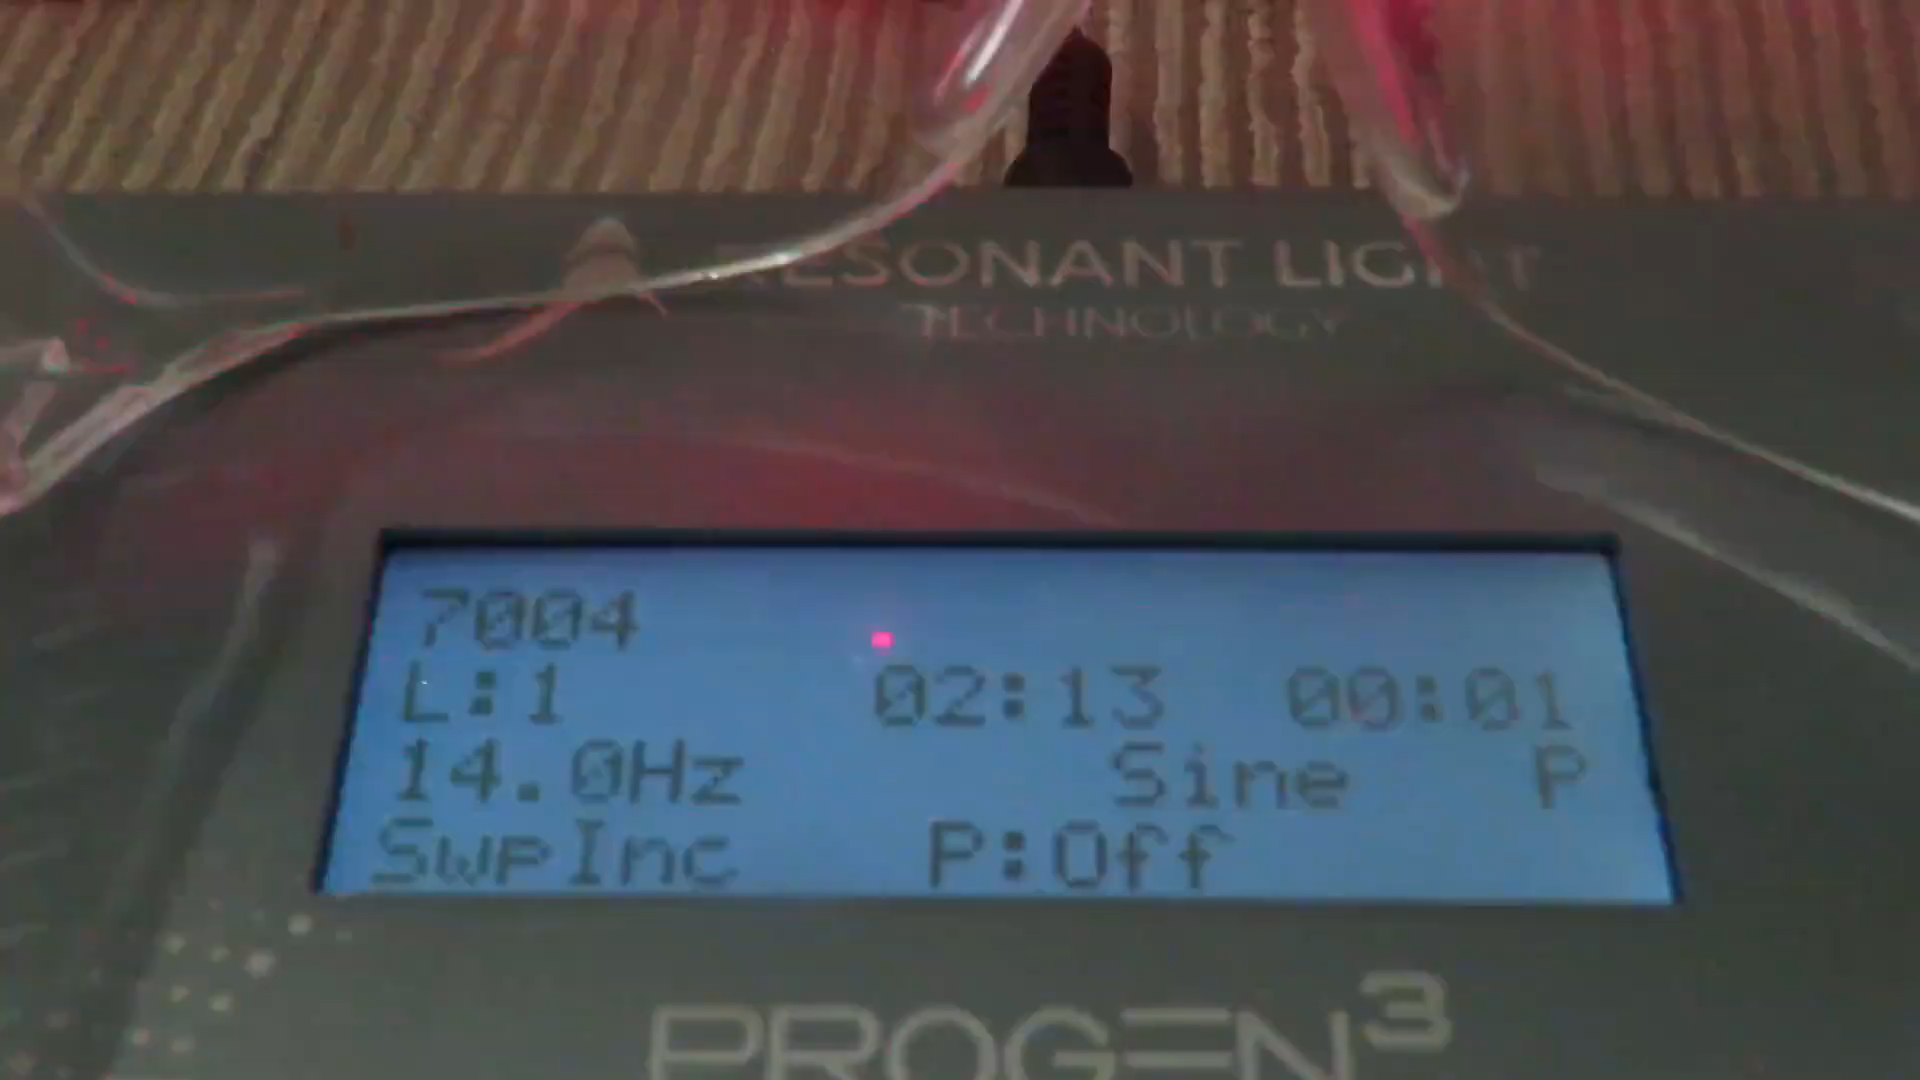 RESONANT LIGHT
TECHNOLOGY
7004
L:1 02:13 00:01
14.0Hz Sine P
SwpInc P:Off
PROGEN3